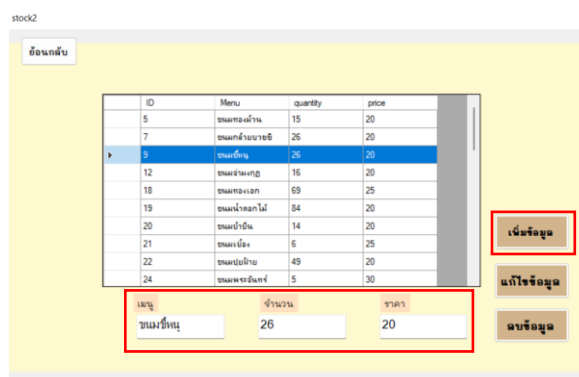 stock2
ย้อนกลับ
ID Menu quantity price
5 ขนมทองม้วน 15 20
7 ขนมกล้วยบวชชี 26 20
9 ขนมขี้หนู 26 20
12 ขนมจ่ามงกุฎ 16 20
18 ขนมทองเอก 69 25
19 ขนมน้ำดอกไม้ 84 20
20 ขนมบ้าบิ่น 14 20
21 ขนมเบื้อง 6 25
22 ขนมปุยฝ้าย 49 20
24 ขนมพระจันทร์ 5 30
เพิ่มข้อมูล
แก้ไขข้อมูล
ลบข้อมูล
เมนู จำนวน ราคา
ขนมขี้หนู 26 20